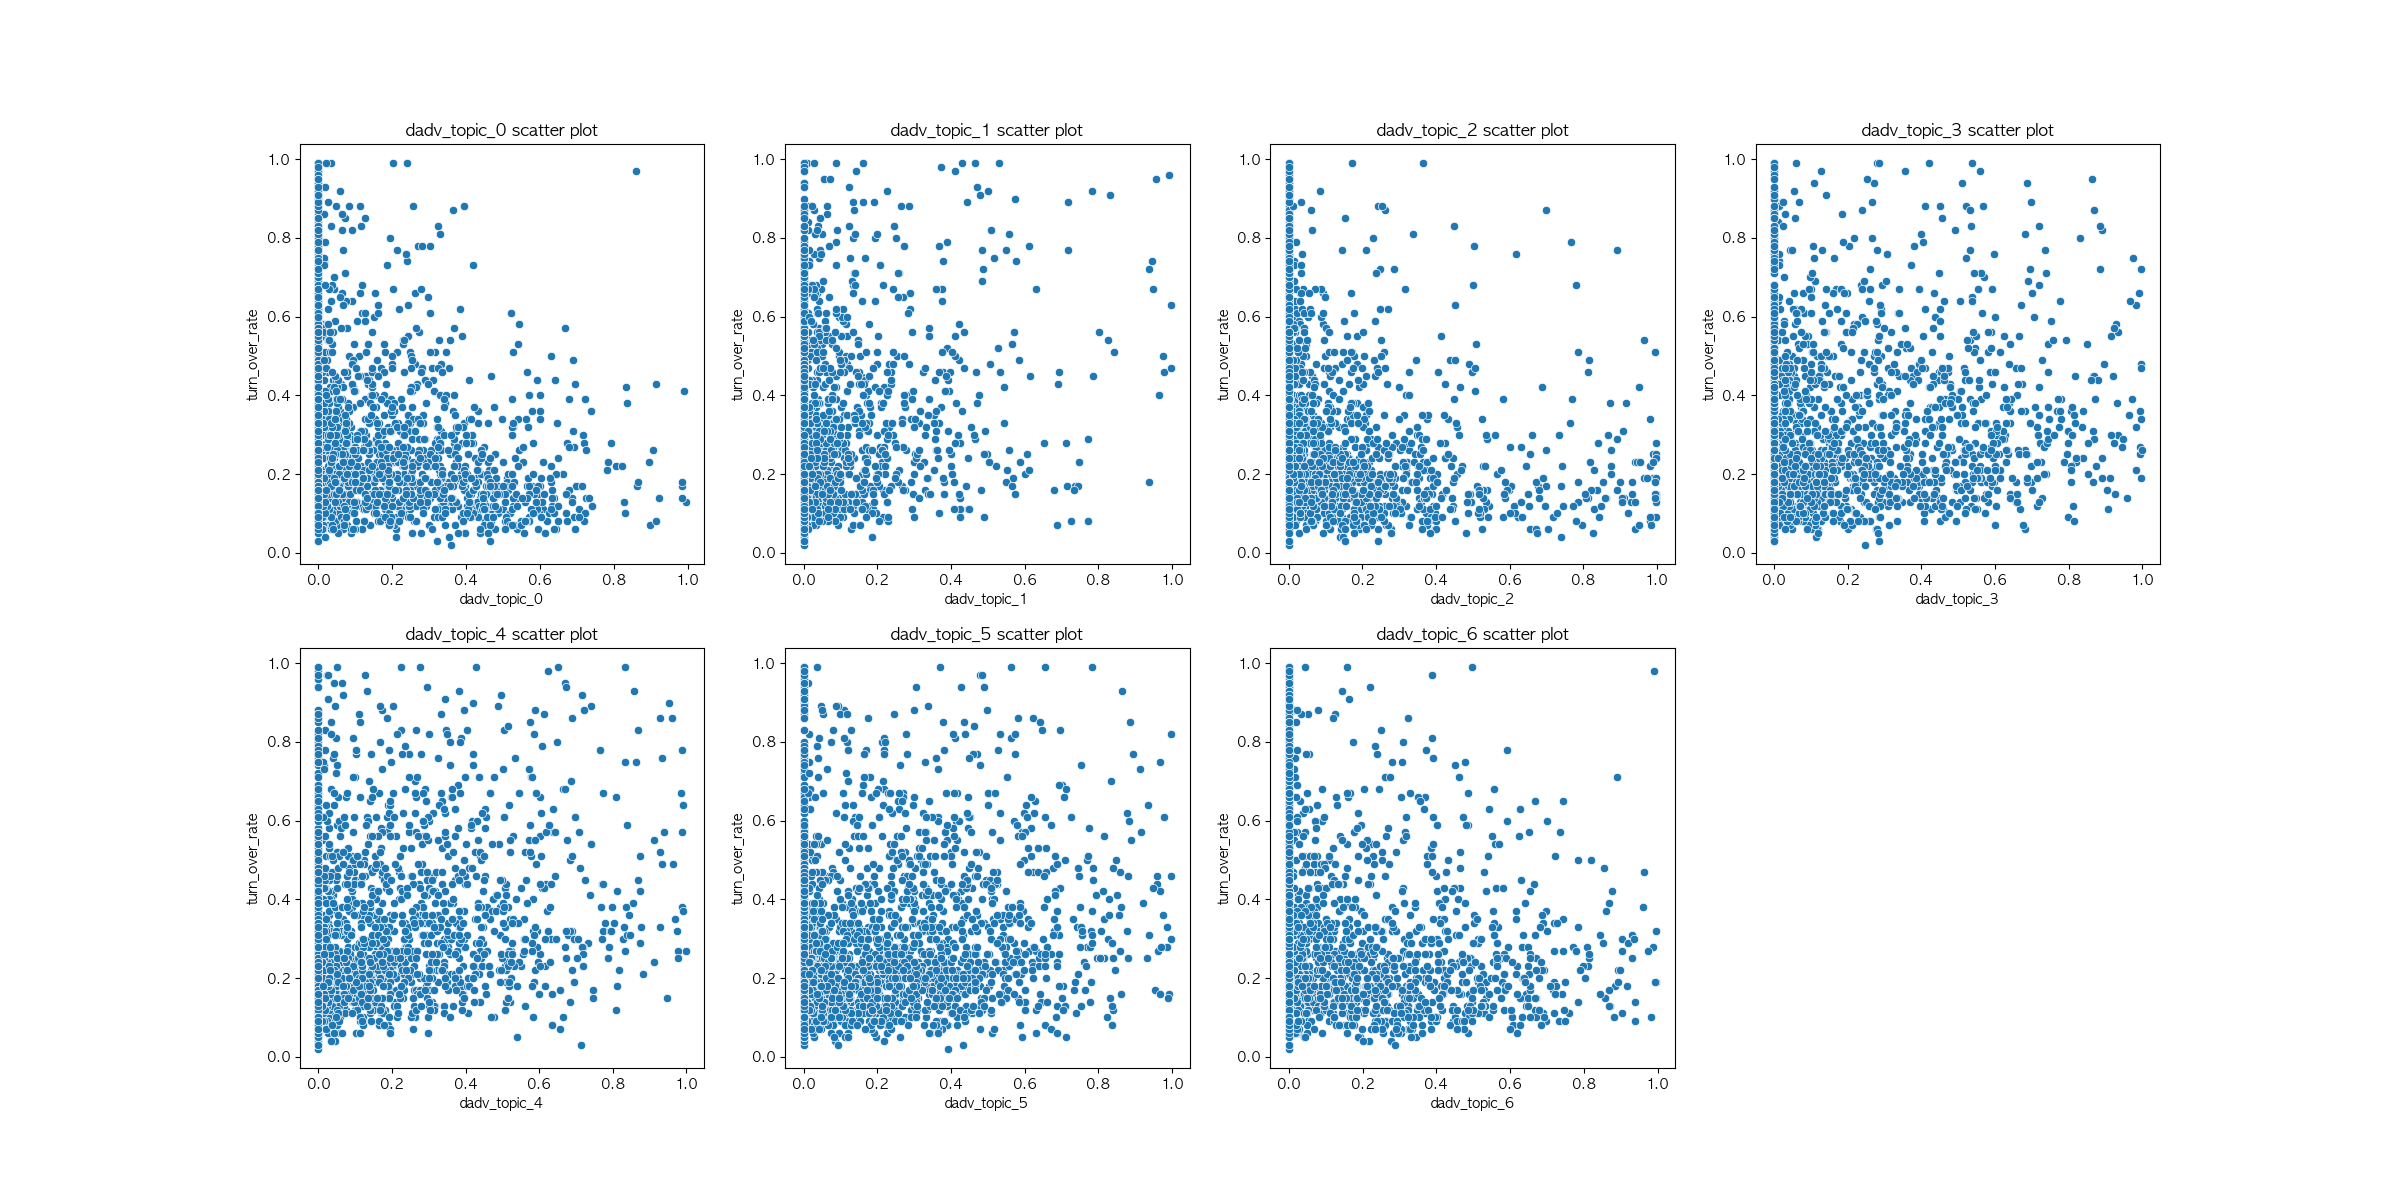 dadv_topic_0 scatter plot
turn_over_rate
1.0
0.8
0.6
0.4
0.2
0.0
0.0 0.2 0.4 0.6 0.8 1.0
dadv_topic_0
dadv_topic_1 scatter plot
turn_over_rate
1.0
0.8
0.6
0.4
0.2
0.0
0.0 0.2 0.4 0.6 0.8 1.0
dadv_topic_1
dadv_topic_2 scatter plot
turn_over_rate
1.0
0.8
0.6
0.4
0.2
0.0
0.0 0.2 0.4 0.6 0.8 1.0
dadv_topic_2
dadv_topic_3 scatter plot
turn_over_rate
1.0
0.8
0.6
0.4
0.2
0.0
0.0 0.2 0.4 0.6 0.8 1.0
dadv_topic_3
dadv_topic_4 scatter plot
turn_over_rate
1.0
0.8
0.6
0.4
0.2
0.0
0.0 0.2 0.4 0.6 0.8 1.0
dadv_topic_4
dadv_topic_5 scatter plot
turn_over_rate
1.0
0.8
0.6
0.4
0.2
0.0
0.0 0.2 0.4 0.6 0.8 1.0
dadv_topic_5
dadv_topic_6 scatter plot
turn_over_rate
1.0
0.8
0.6
0.4
0.2
0.0
0.0 0.2 0.4 0.6 0.8 1.0
dadv_topic_6